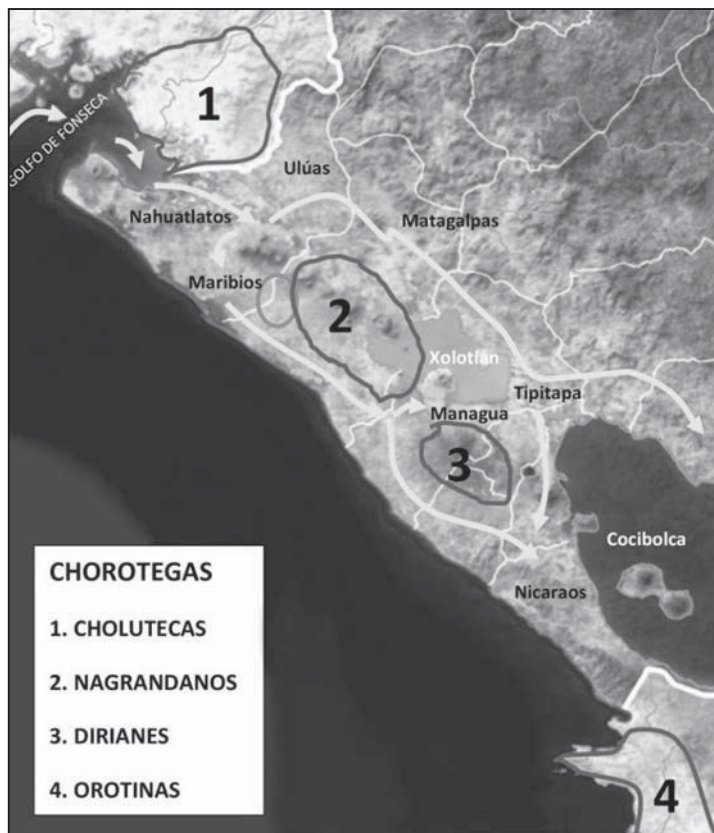 1
GOLFO DE FONSECA
Ulúas
Nahuatlatos
Matagalpas
Maribios
2
Xolotlán
Tipitapa
Managua
3
Cocibolca
Nicaraos
CHOROTEGAS
1. CHOLUTECAS
2. NAGRANDANOS
3. DIRIANES
4. OROTINAS
4